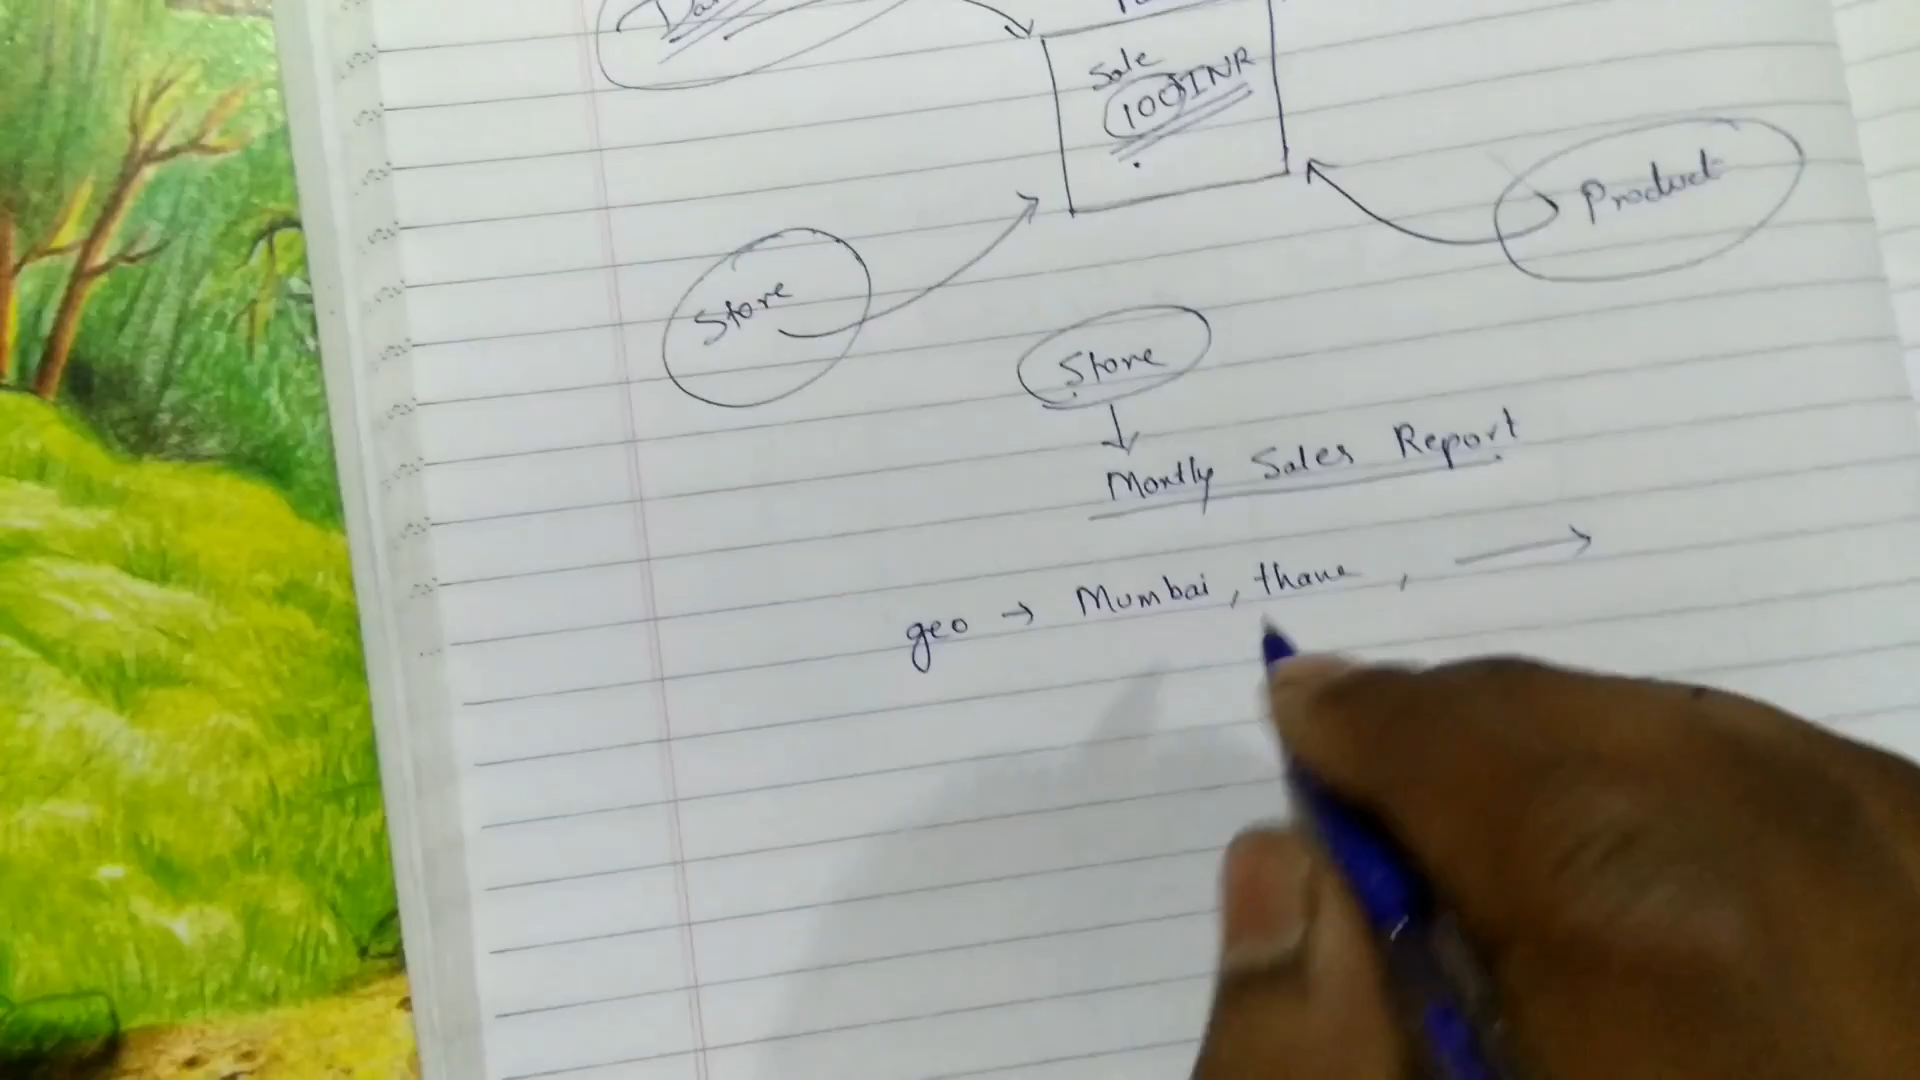 Sale
100 INR
Product
Store
Store
Montly Sales Report
geo → Mumbai, thane,